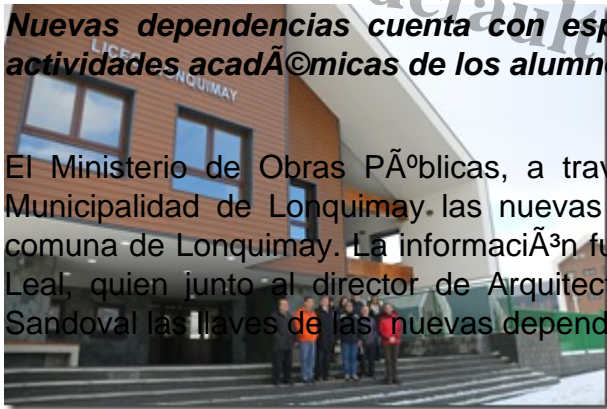 default
Nuevas dependencias cuenta con esp
actividades acadÃ©micas de los alumn
LICEO LONQUIMAY
El Ministerio de Obras PÃºblicas, a trav
Municipalidad de Lonquimay las nuevas
comuna de Lonquimay. La informaciÃ³n fu
Leal, quien junto al director de Arquitec
Sandoval las llaves de las nuevas depend